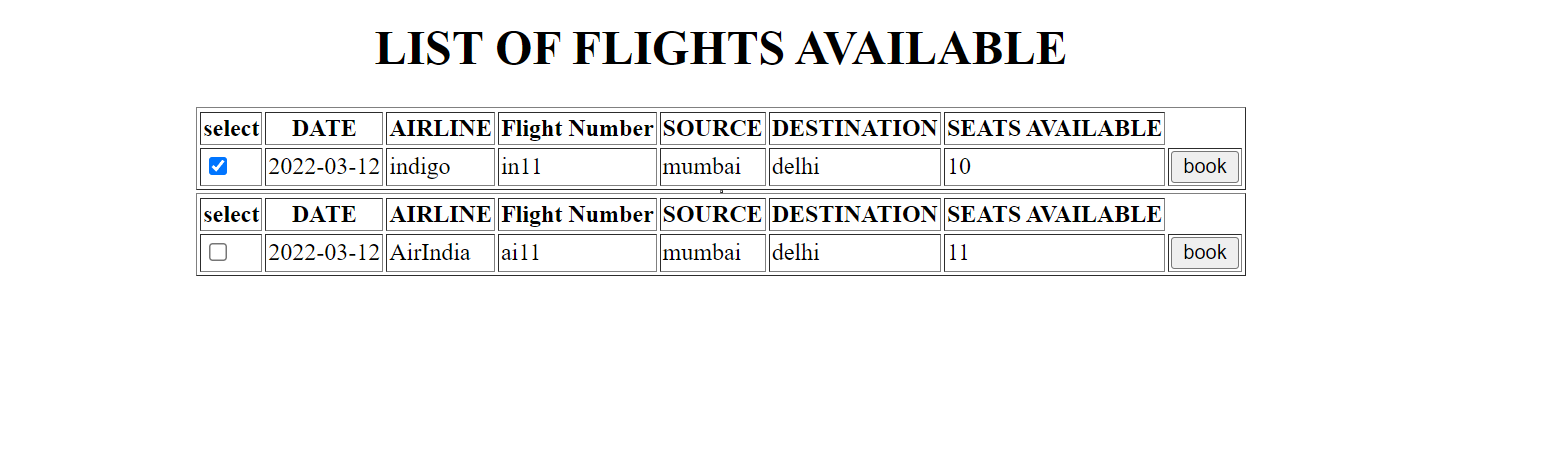 LIST OF FLIGHTS AVAILABLE
select DATE AIRLINE Flight Number SOURCE DESTINATION SEATS AVAILABLE
2022-03-12 indigo in11 mumbai delhi 10 book
select DATE AIRLINE Flight Number SOURCE DESTINATION SEATS AVAILABLE
2022-03-12 AirIndia ai11 mumbai delhi 11 book